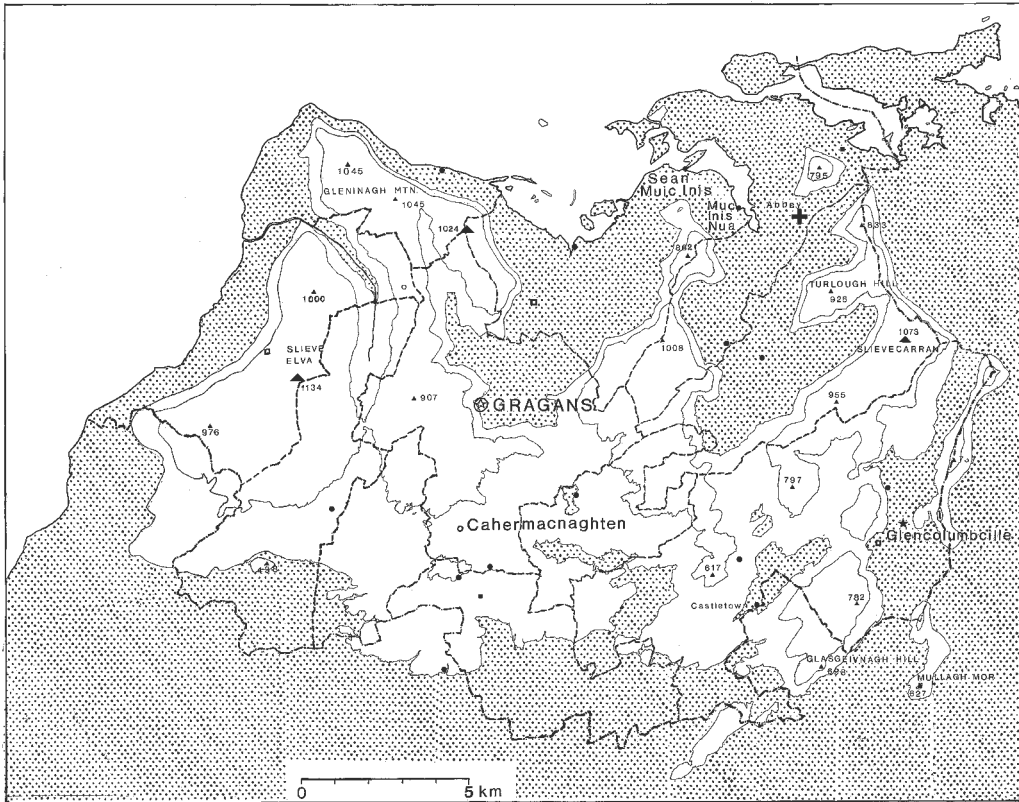 1045
GLENINAGH MTN.
1045
1024
Sean
Muic Inis
Muc
Inis
Nua
Abbey
795
833
862
TURLOUGH HILL
925
1000
SLIEVE
ELVA
1134
1073
SLIEVECARRAN
1008
907
GRAGANS
955
976
797
Cahermacnaghten
Glencolumbcille
617
Castletown
782
GLASGEIVNAGH HILL
MULLAGH MOR
627
0
5 km